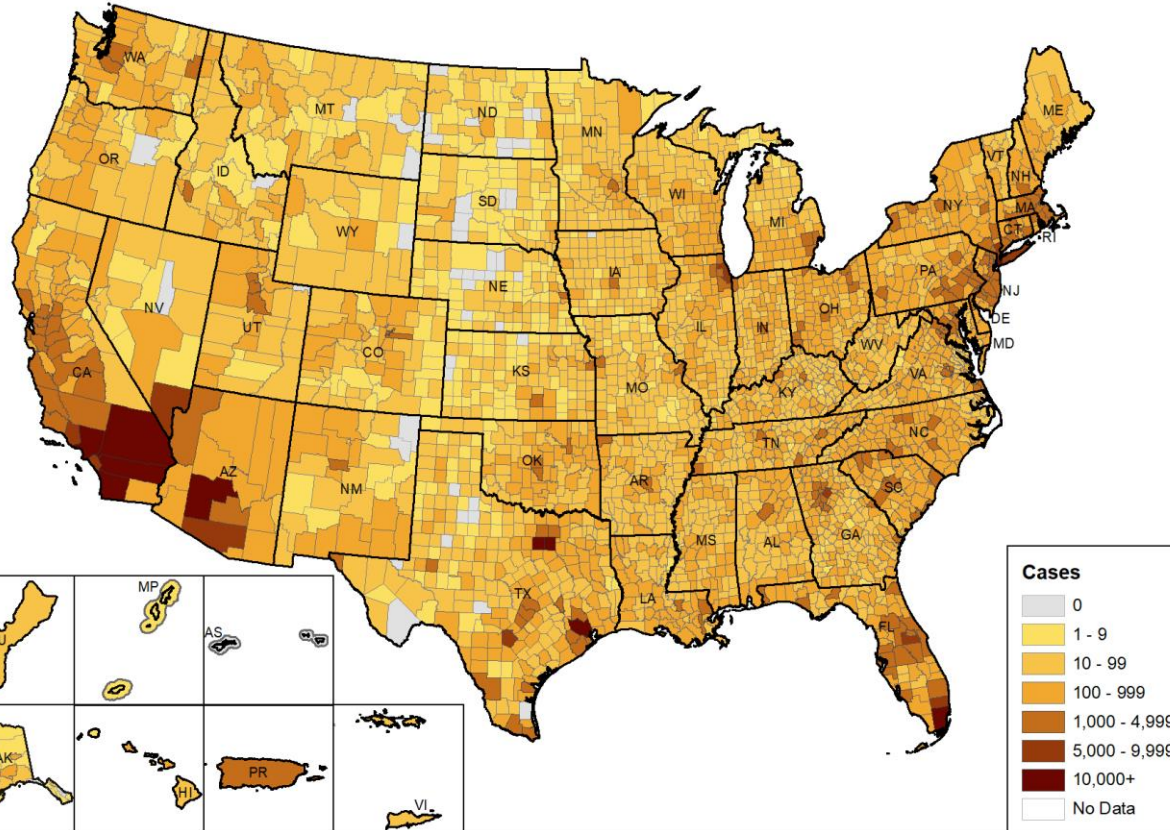 WA
MT
ND
MN
ME
OR
ID
SD
WI
VT
NH
NY
MA
WY
MI
CT
RI
IA
NE
PA
NV
UT
OH
NJ
IL
IN
CO
DE
CA
WV
MD
KS
MO
VA
KY
NC
TN
OK
AZ
AR
SC
NM
MS
AL
GA
TX
LA
FL
MP
AS
AK
HI
PR
VI
Cases
0
1 - 9
10 - 99
100 - 999
1,000 - 4,999
5,000 - 9,999
10,000+
No Data